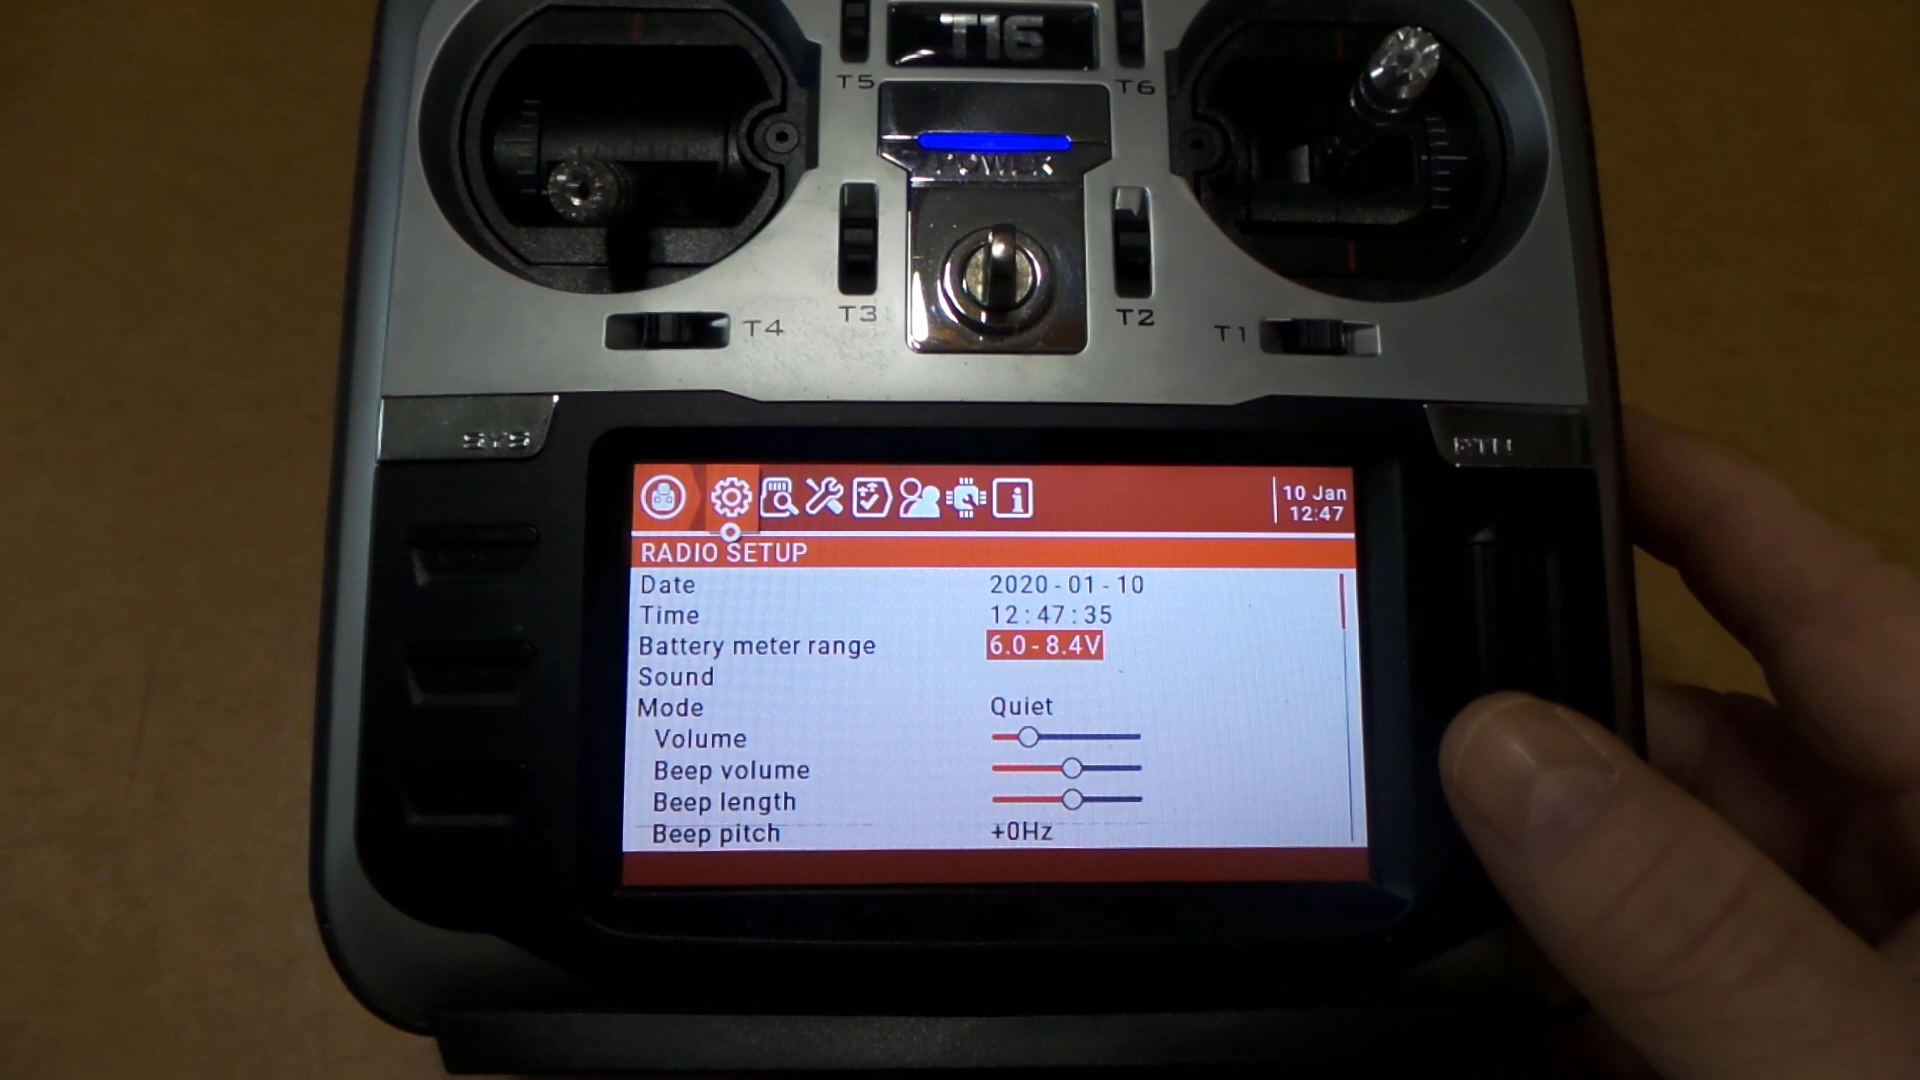 T16
T5
T6
POWER
T3
T2
T4
T1
SYS
RTN
10 Jan
12:47
RADIO SETUP
Date 2020-01-10
Time 12:47:35
Battery meter range 6.0-8.4V
Sound
Mode Quiet
Volume
Beep volume
Beep length
Beep pitch +0Hz